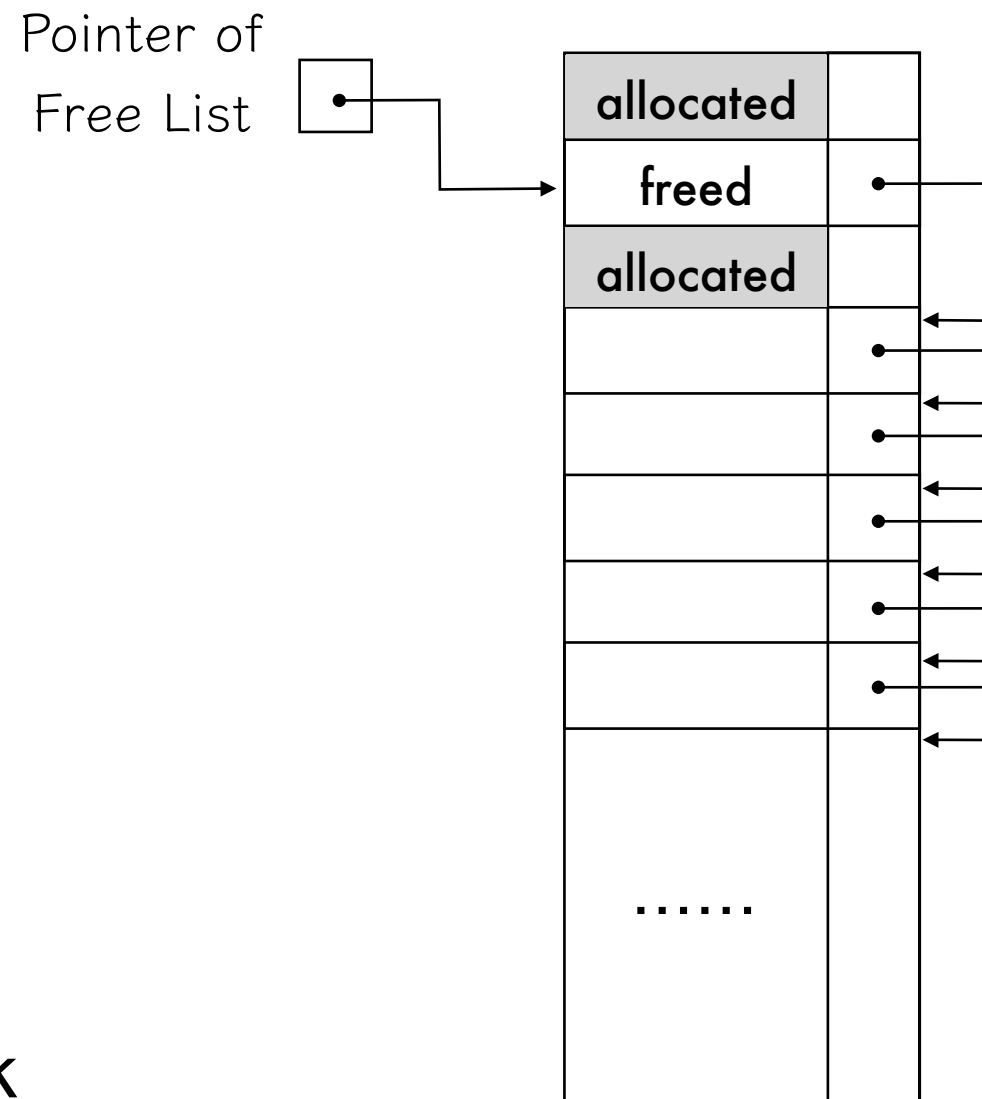 Pointer of
Free List
allocated
freed
allocated
......